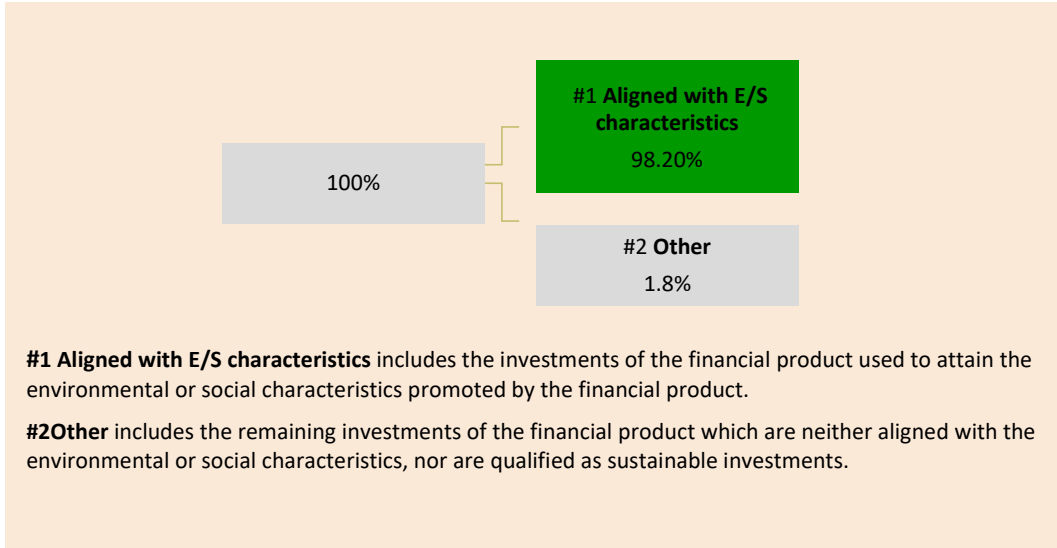 #1 Aligned with E/S
characteristics
98.20%
100%
#2 Other
1.8%
#1 Aligned with E/S characteristics includes the investments of the financial product used to attain the
environmental or social characteristics promoted by the financial product.
#2Other includes the remaining investments of the financial product which are neither aligned with the
environmental or social characteristics, nor are qualified as sustainable investments.